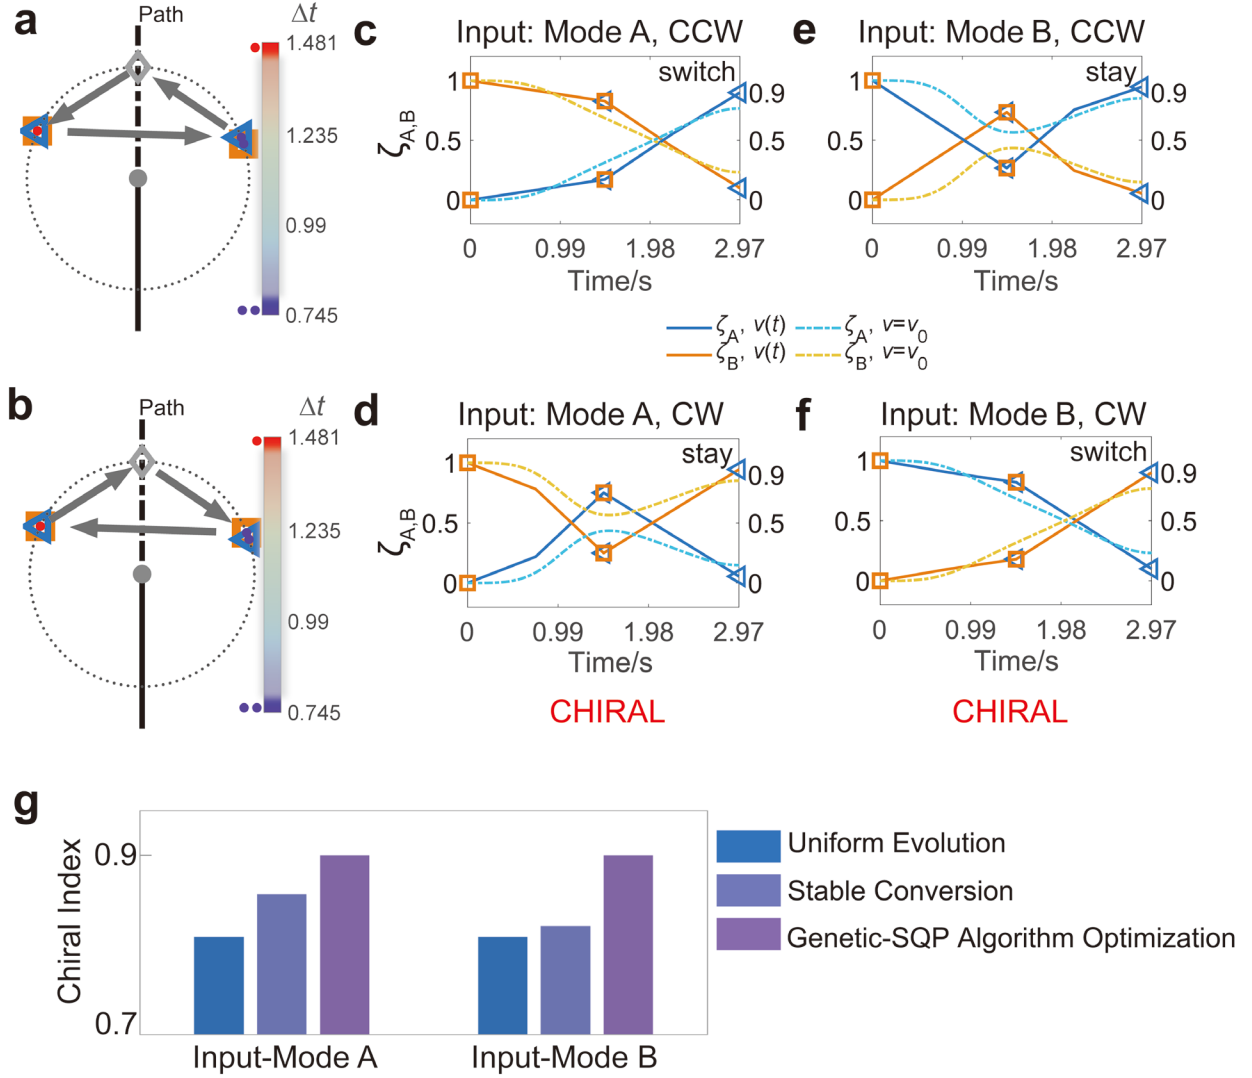 a
Path
Δt
1.481
1.235
0.99
0.745
c
Input: Mode A, CCW
switch
1
0.5
0
ζA,B
0.9
0.5
0
0
0.99
1.98
2.97
Time/s
e
Input: Mode B, CCW
stay
1
0.5
0
0.9
0.5
0
0
0.99
1.98
2.97
Time/s
ζA, v(t)
ζA, v=v0
ζB, v(t)
ζB, v=v0
b
Path
Δt
1.481
1.235
0.99
0.745
d
Input: Mode A, CW
stay
1
0.5
0
ζA,B
0.9
0.5
0
0
0.99
1.98
2.97
Time/s
CHIRAL
f
Input: Mode B, CW
switch
1
0.5
0
0.9
0.5
0
0
0.99
1.98
2.97
Time/s
CHIRAL
g
Chiral Index
0.9
0.7
Input-Mode A
Input-Mode B
Uniform Evolution
Stable Conversion
Genetic-SQP Algorithm Optimization